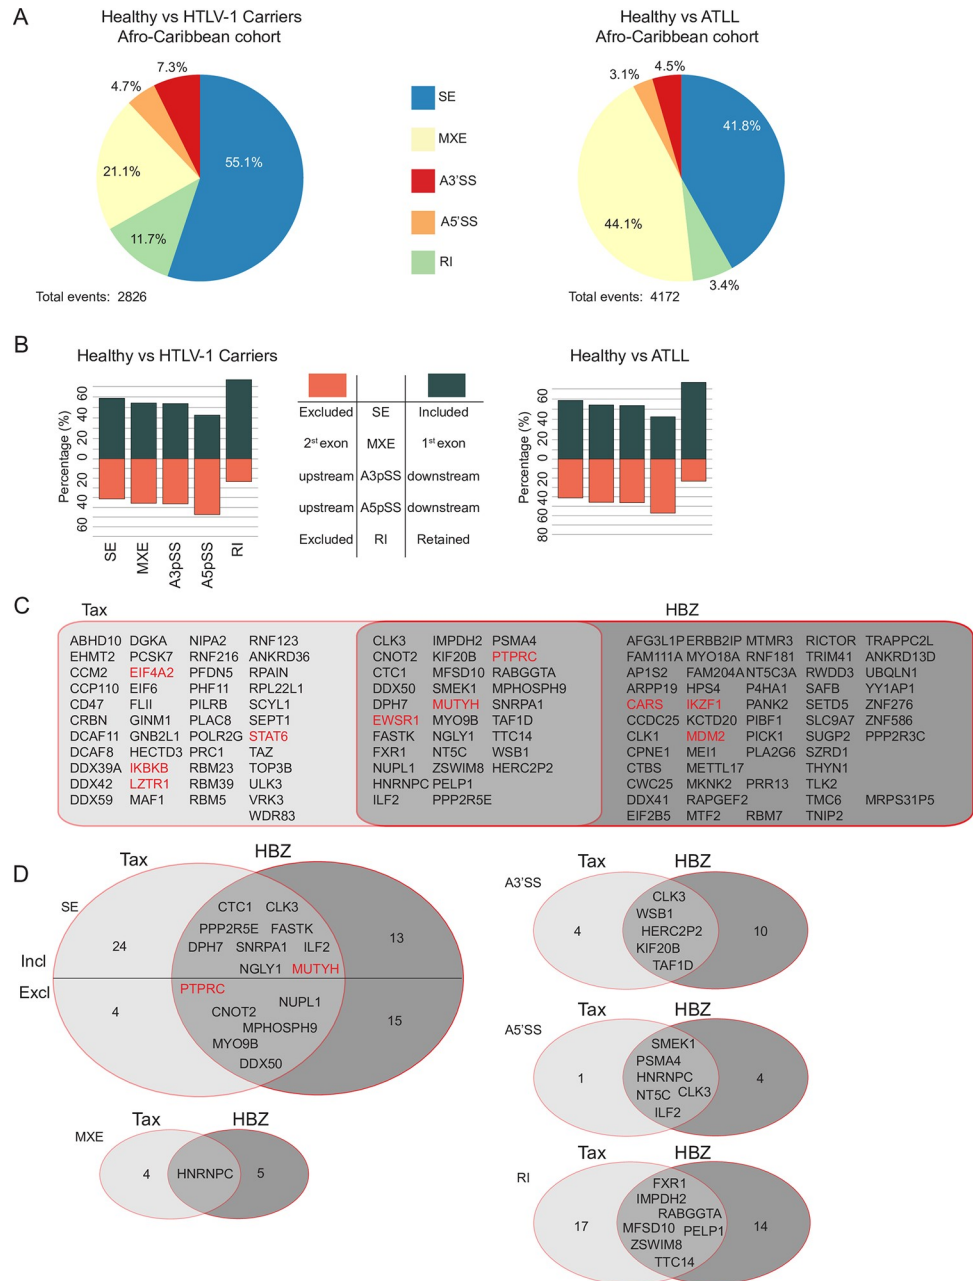 A
Healthy vs HTLV-1 Carriers
Afro-Caribbean cohort
Healthy vs ATLL
Afro-Caribbean cohort
7.3%
4.7%
21.1%
55.1%
11.7%
SE
MXE
A3'SS
A5'SS
RI
4.5%
3.1%
41.8%
44.1%
3.4%
Total events: 2826
Total events: 4172
B
Healthy vs HTLV-1 Carriers
Percentage (%)
60
40
20
0
20
40
60
SE
MXE
A3pSS
A5pSS
RI
Excluded SE Included
2st exon MXE 1st exon
upstream A3pSS downstream
upstream A5pSS downstream
Excluded RI Retained
Healthy vs ATLL
Percentage (%)
60
40
20
0
20
40
60
80
C
Tax
HBZ
ABHD10 DGKA NIPA2 RNF123
EHMT2 PCSK7 RNF216 ANKRD36
CCM2 EIF4A2 PFDN5 RPAIN
CCP110 EIF6 PHF11 RPL22L1
CD47 FLII PILRB SCYL1
CRBN GINM1 PLAC8 SEPT1
DCAF11 GNB2L1 POLR2G STAT6
DCAF8 HECTD3 PRC1 TAZ
DDX39A IKBKB RBM23 TOP3B
DDX42 LZTR1 RBM39 ULK3
DDX59 MAF1 RBM5 VRK3
WDR83
CLK3 IMPDH2 PSMA4
CNOT2 KIF20B PTPRC
CTC1 MFSD10 RABGGTA
DDX50 SMEK1 MPHOSPH9
DPH7 MUTYH SNRPA1
EWSR1 MYO9B TAF1D
FASTK NGLY1 TTC14
FXR1 NT5C WSB1
NUPL1 ZSWIM8 HERC2P2
HNRNPC PELP1
ILF2 PPP2R5E
AFG3L1P ERBB2IP MTMR3 RICTOR TRAPPC2L
FAM111A MYO18A RNF181 TRIM41 ANKRD13D
AP1S2 FAM204A NT5C3A RWDD3 UBQLN1
ARPP19 HPS4 P4HA1 SAFB YY1AP1
CARS IKZF1 PANK2 SETD5 ZNF276
CCDC25 KCTD20 PIBF1 SLC9A7 ZNF586
CLK1 MDM2 PICK1 SUGP2 PPP2R3C
CPNE1 MEI1 PLA2G6 SZRD1
CTBS METTL17 THYN1
CWC25 MKNK2 PRR13 TLK2
DDX41 RAPGEF2 TMC6 MRPS31P5
EIF2B5 MTF2 RBM7 TNIP2
D
Tax
HBZ
SE
CTC1 CLK3
PPP2R5E FASTK
DPH7 SNRPA1 ILF2
NGLY1 MUTYH
24
13
Incl
Excl
PTPRC
NUPL1
CNOT2
MPHOSPH9
MYO9B
DDX50
4
15
Tax HBZ
MXE
4 HNRNPC 5
Tax HBZ
A3'SS
CLK3
WSB1
HERC2P2
KIF20B
TAF1D
4
10
Tax HBZ
A5'SS
SMEK1
PSMA4
HNRNPC
NT5C CLK3
ILF2
1
4
Tax HBZ
RI
FXR1
IMPDH2
RABGGTA
MFSD10 PELP1
ZSWIM8
TTC14
17
14